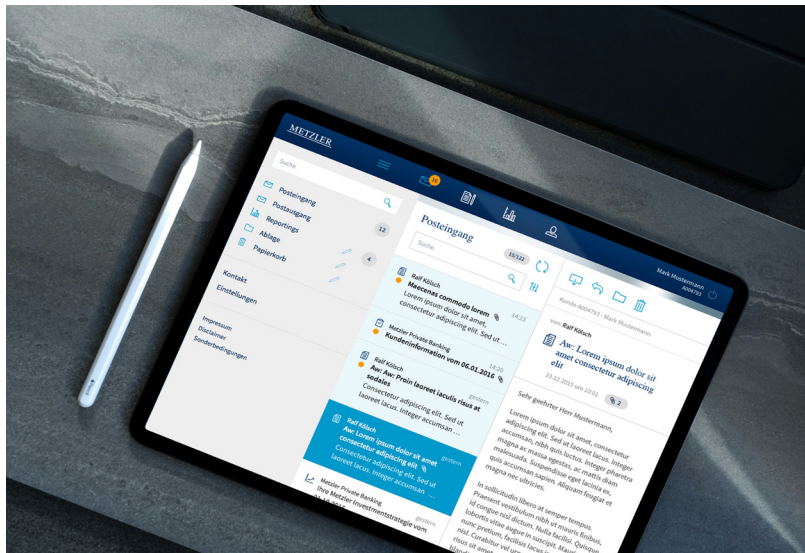 METZLER
Suche
Posteingang
12
Postausgang
Reportings
4
Ablage
Papierkorb
Kontakt
Einstellungen
Impressum
Disclaimer
Sonderbedingungen
Posteingang
15/122
Suche
Ralf Kölsch
14:23
Maecenas commodo lorem
Lorem ipsum dolor sit amet,
consectetur adipiscing elit. Sed ut ...
Metzler Private Banking
14:20
Kundeninformation vom 06.01.2016
Ralf Kölsch
gestern
Aw: Aw: Proin laoreet iaculis risus at
sodales
Consectetur adipiscing elit. Sed ut
laoreet lacus. Integer accumsan ...
Ralf Kölsch
gestern
Aw: Lorem ipsum dolor sit amet
consectetur adipiscing elit
Consectetur adipiscing elit. Sed ut
laoreet lacus. Integer accumsan ...
Metzler Private Banking
gestern
Ihre Metzler Investmentstrategie vom
Mark Mustermann
A004793
Kunde A004793 - Mark Mustermann
von Ralf Kölsch
Aw: Lorem ipsum dolor sit
amet consectetur adipiscing
elit
23.12.2015 um 10:01
2
Sehr geehrter Herr Mustermann,
Lorem ipsum dolor sit amet, consectetur
adipiscing elit. Sed ut laoreet lacus. Integer
accumsan, nibh quis luctus, integer pharetra
magna ac massa egestas, ac mattis diam
malesuada. Suspendisse eget lacinia ex,
quis accumsan sapien. Aliquam feugiat et
magna nec ultricies.
In sollicitudin libero at semper tempus.
Praesent vestibulum nibh ut mauris finibus,
id congue nisl dictum. Nulla facilisi. Quisque
lobortis vitae augue in suscipit.
nunc pretium, facilisis lacus
nisl. Curabitur vel
risus sit amet